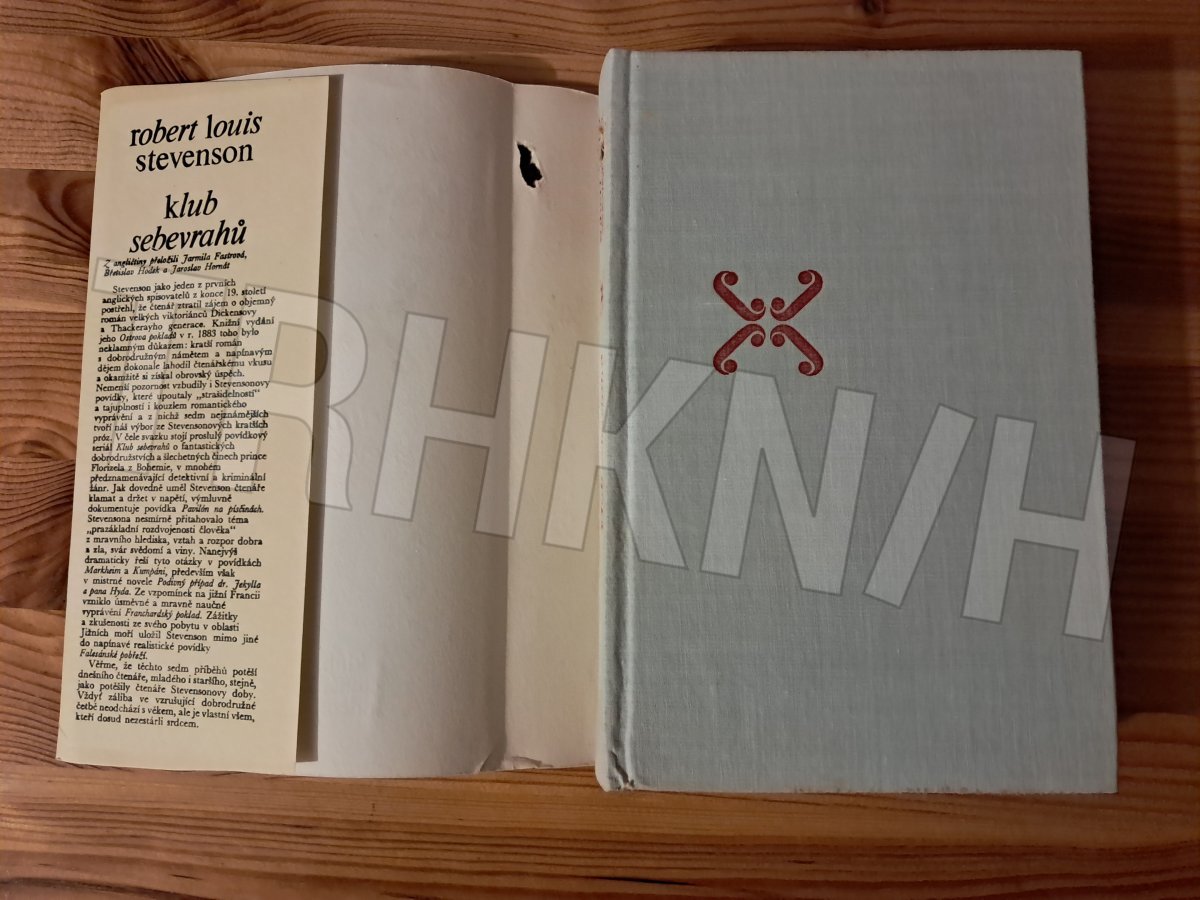 robert louis
stevenson
klub
sebevrahů
Z angličtiny přeložili Jarmila Fastrová,
Břetislav Hodek a Jaroslav Horndt
Stevenson jako jeden z prvních
anglických spisovatelů z konce 19. století
postřehl, že čtenář ztratil zájem o objemný
román velkých viktoriánců Dickensovy
a Thackerayho generace. Knižní vydání
jeho Ostrova pokladů v r. 1883 toho bylo
neklamným důkazem: kratší román
s dobrodružným námětem a napínavým
dějem dokonale lahodil čtenářskému vkusu
a okamžitě si získal obrovský úspěch.
Nemenší pozornost vzbudily i Stevensonovy
povídky, které upoutaly „strašidelností“
a tajuplností i kouzlem romantického
vyprávění a z nichž sedm nejznámějších
tvoří náš výbor ze Stevensonových kratších
próz. V čele svazku stojí proslulý povídkový
seriál Klub sebevrahů o fantastických
dobrodružstvích a šlechetných činech prince
Florizela z Bohemie, v mnohém
předznamenávající detektivní a kriminální
žánr. Jak dovedně uměl Stevenson čtenáře
klamat a držet v napětí, výmluvně
dokumentuje povídka Pavilón na písčinách.
Stevensona nesmírně přitahovalo téma
„prazákladní rozdvojenosti člověka“
z mravního hlediska, vztah a rozpor dobra
a zla, svár svědomí a viny. Nanejvýš
dramaticky řeší tyto otázky v povídkách
Markheim a Kumpáni, především však
v mistrné novele Podivný případ dr. Jekylla
a pana Hyda. Ze vzpomínek na jižní Francii
vzniklo úsměvné a mravně naučné
vyprávění Franchardský poklad. Zážitky
a zkušenosti ze svého pobytu v oblasti
Jižních moří uložil Stevenson mimo jiné
do napínavé realistické povídky
Falesánské pobřeží.
Věřme, že těchto sedm příběhů potěší
dnešního čtenáře, mladého i staršího, stejně,
jako potěšily čtenáře Stevensonovy doby.
Vždyť záliba ve vzrušující dobrodružné
četbě neodchází s věkem, ale je vlastní všem,
kteří dosud nezestárli srdcem.
TRHKN/H